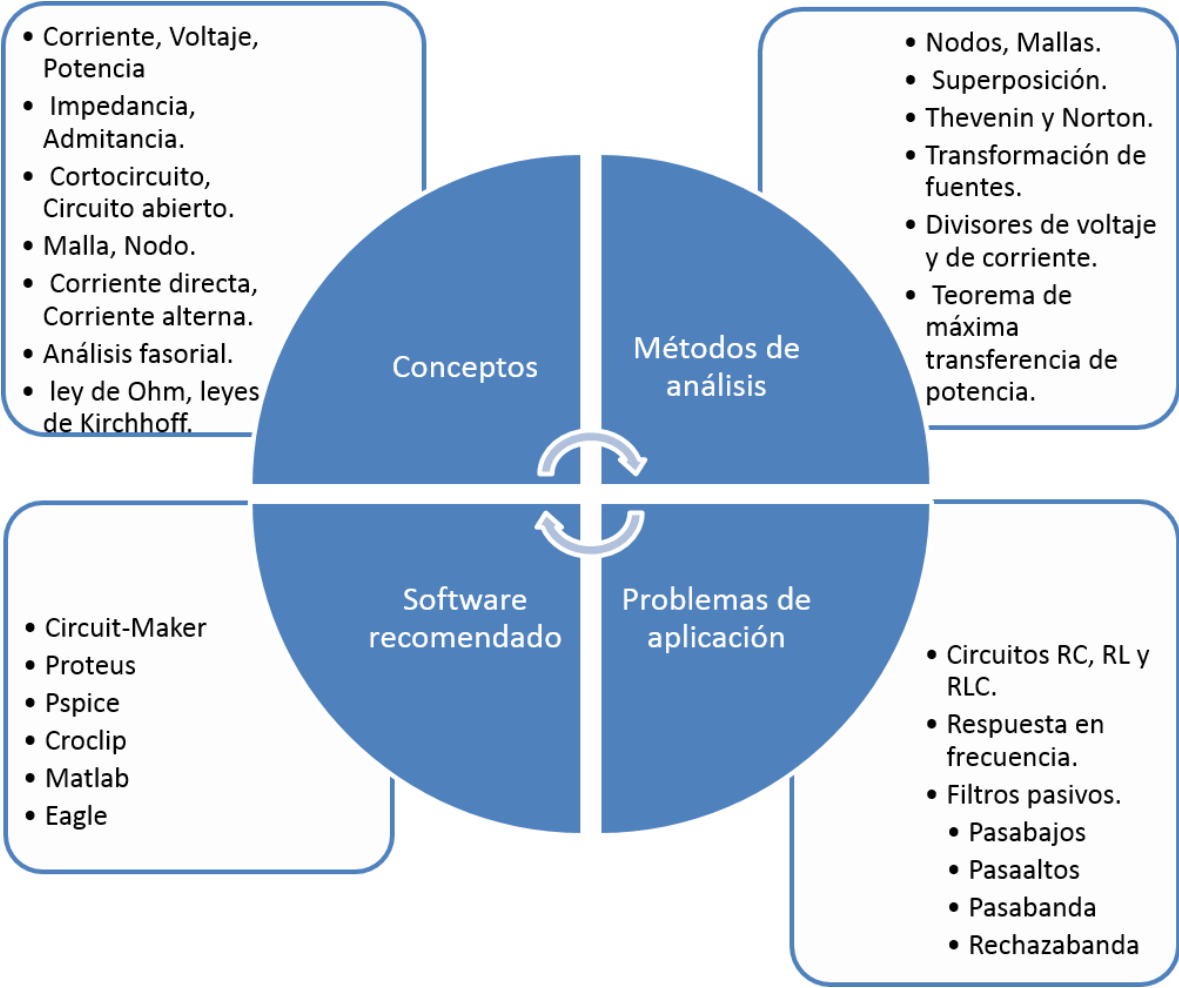 • Corriente, Voltaje,
Potencia
• Impedancia,
Admitancia.
• Cortocircuito,
Circuito abierto.
• Malla, Nodo.
• Corriente directa,
Corriente alterna.
• Análisis fasorial.
• ley de Ohm, leyes
de Kirchhoff.
• Nodos, Mallas.
• Superposición.
• Thevenin y Norton.
• Transformación de
fuentes.
• Divisores de voltaje
y de corriente.
• Teorema de
máxima
transferencia de
potencia.
Conceptos
Métodos de
análisis
Software
recomendado
Problemas de
aplicación
• Circuit-Maker
• Proteus
• Pspice
• Croclip
• Matlab
• Eagle
• Circuitos RC, RL y
RLC.
• Respuesta en
frecuencia.
• Filtros pasivos.
• Pasabajos
• Pasaaltos
• Pasabanda
• Rechazabanda